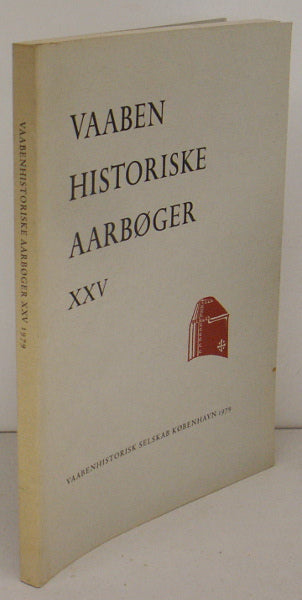 VAABENHISTORISKE AARBØGER XXV 1979
VAABEN
HISTORISKE
AARBØGER
XXV
VAABENHISTORISK SELSKAB KØBENHAVN 1979